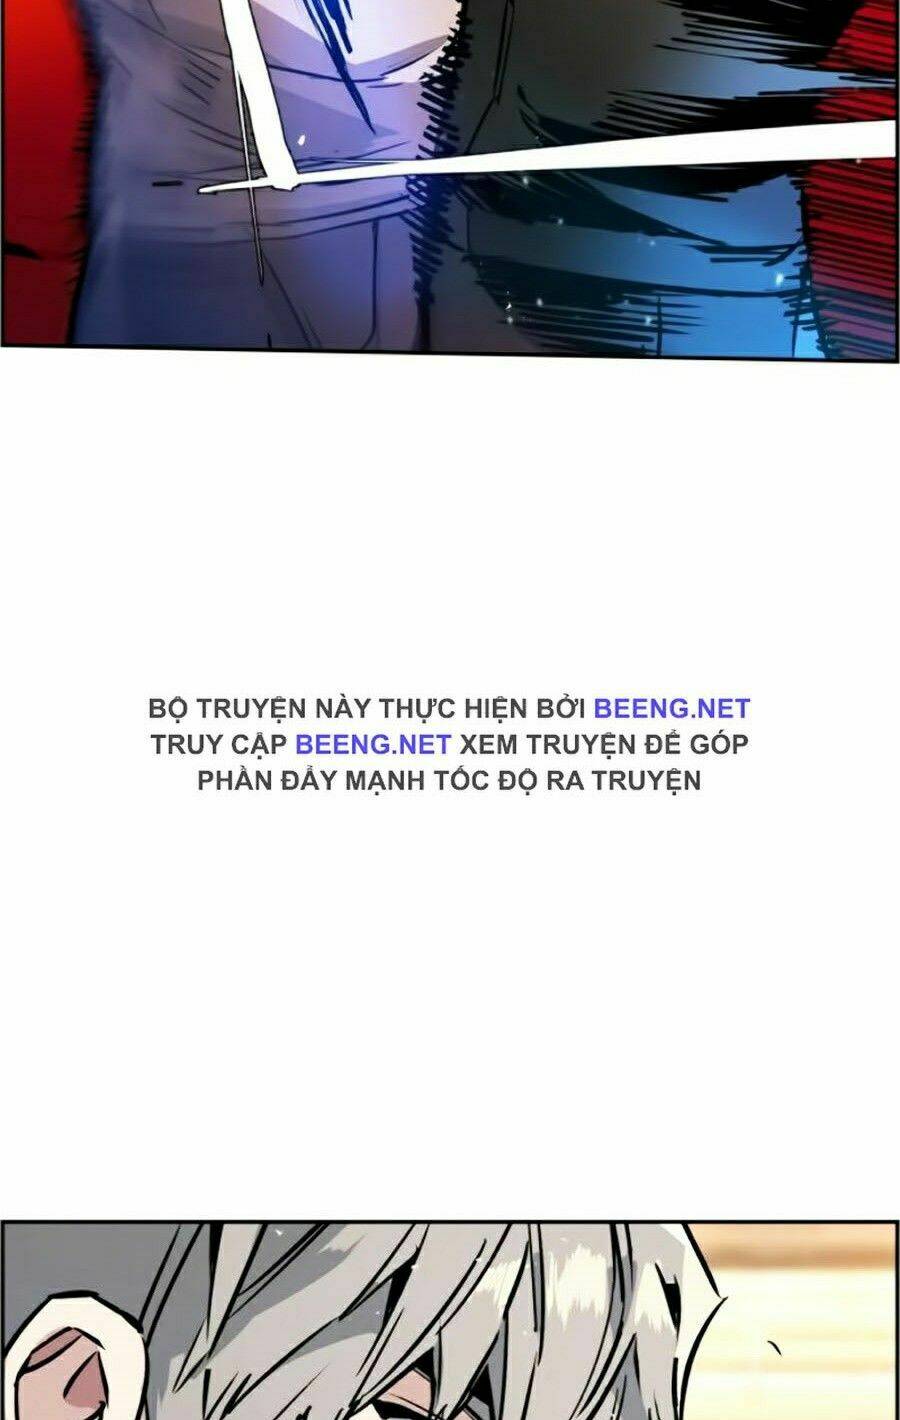 BỘ TRUYỆN NÀY THỰC HIỆN BỞI BEENG.NET
TRUY CẬP BEENG.NET XEM TRUYỆN ĐỂ GÓP
PHẦN ĐẨY MẠNH TỐC ĐỘ RA TRUYỆN